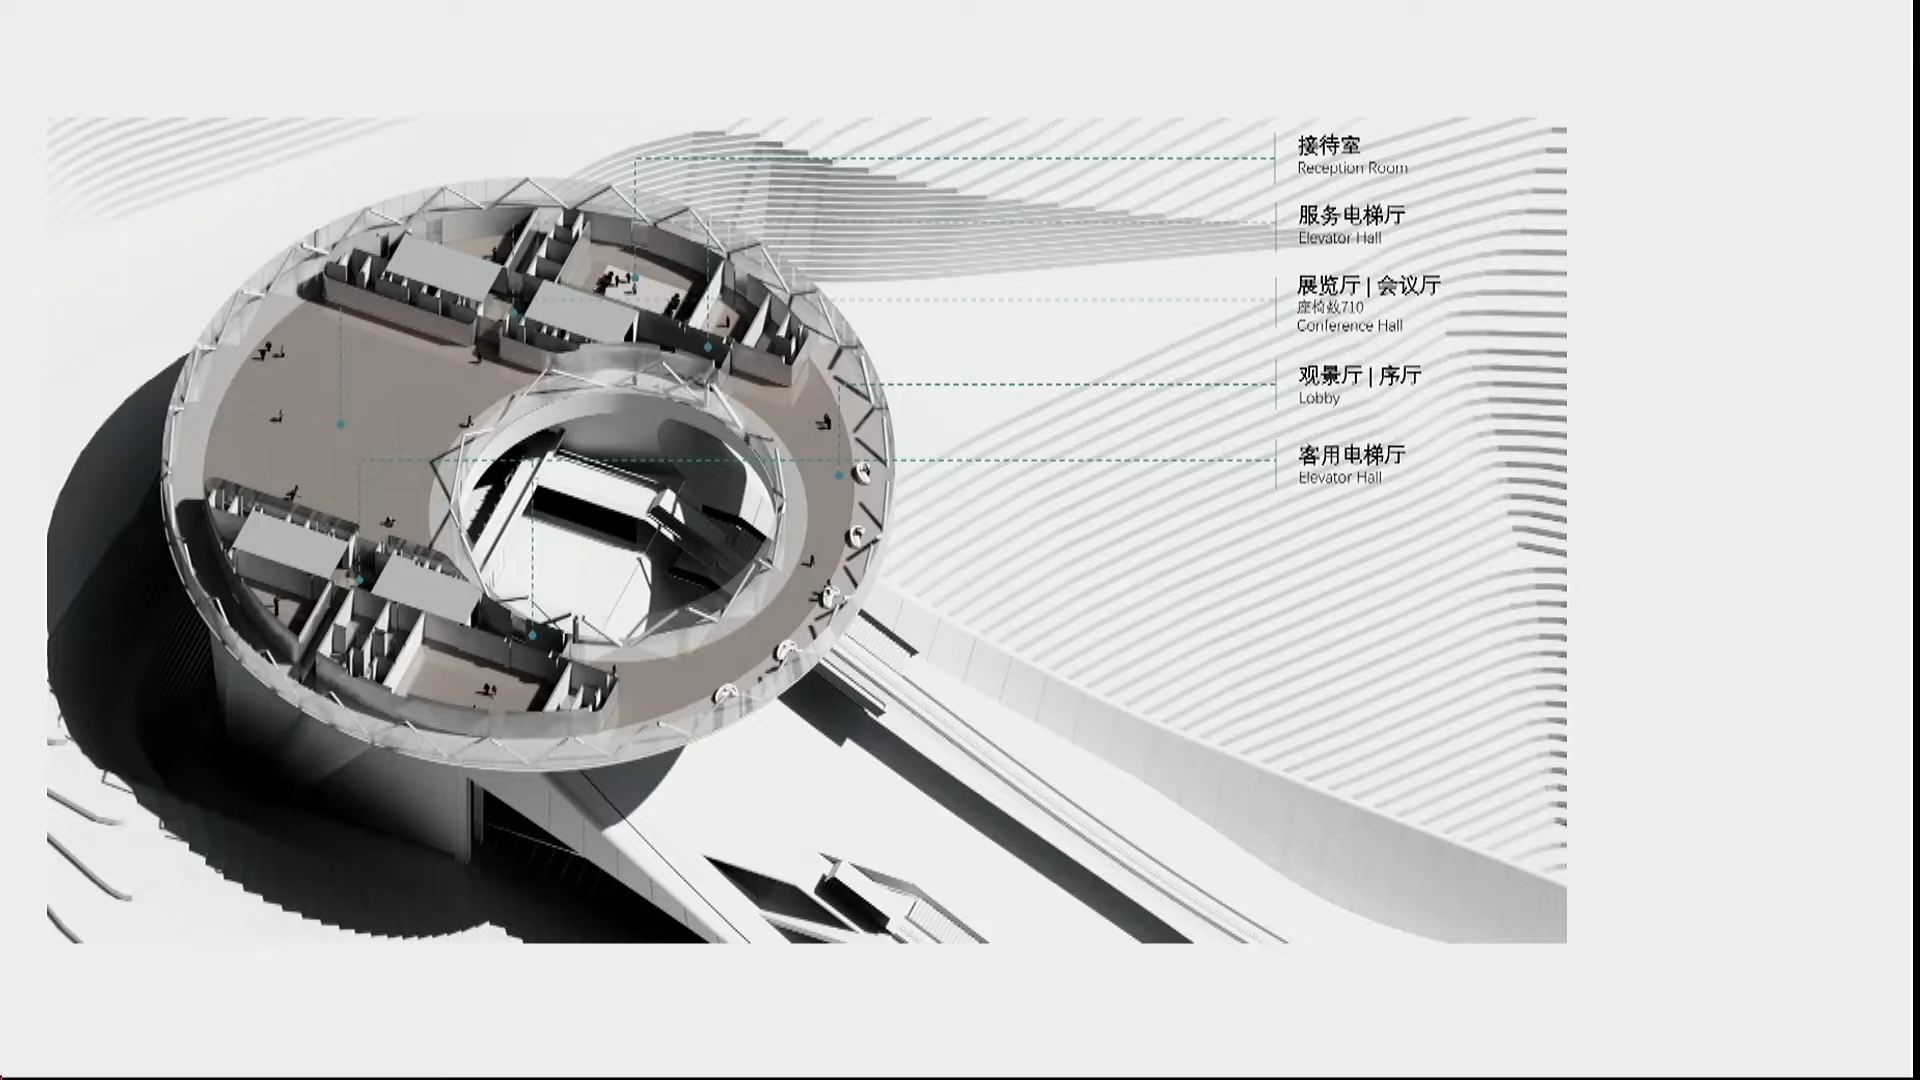 接待室
Reception Room
服务电梯厅
Elevator Hall
展览厅 | 会议厅
座椅数710
Conference Hall
观景厅 | 序厅
Lobby
客用电梯厅
Elevator Hall